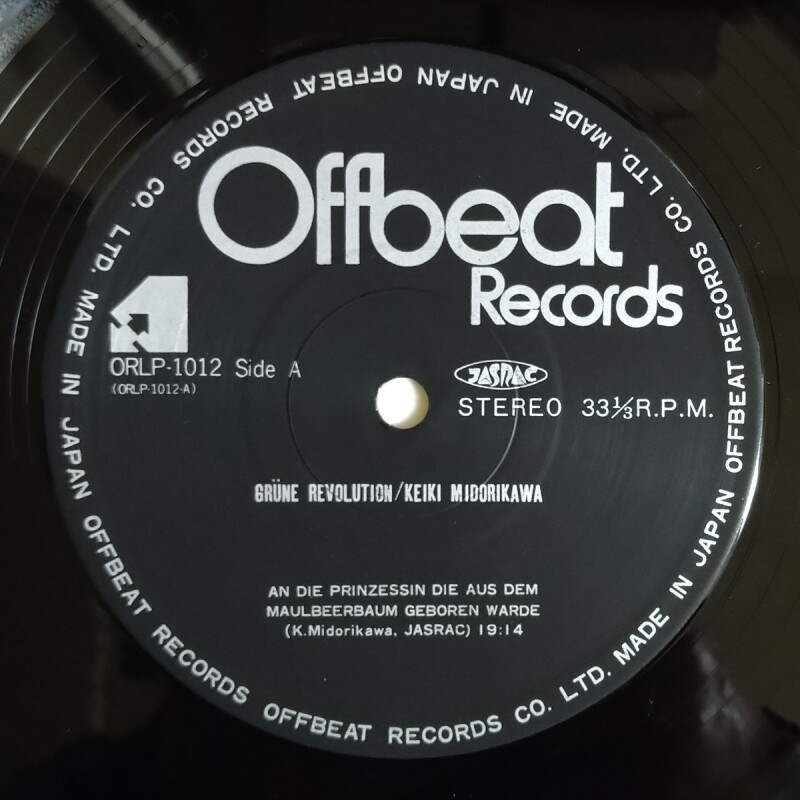 Offbeat
Records
ORLP-1012 Side A
(ORLP-1012-A)
JASRAC
STEREO 33⅓R.P.M.
GRÜNE REVOLUTION/KEIKI MIDORIKAWA
AN DIE PRINZESSIN DIE AUS DEM
MAULBEERBAUM GEBOREN WARDE
(K.Midorikawa, JASRAC) 19:14
OFFBEAT RECORDS CO. LTD. MADE IN JAPAN OFFBEAT RECORDS OFFBEAT RECORDS CO. LTD. MADE IN JAPAN OFFBEAT RECORDS CO. LTD. MADE IN JAPAN